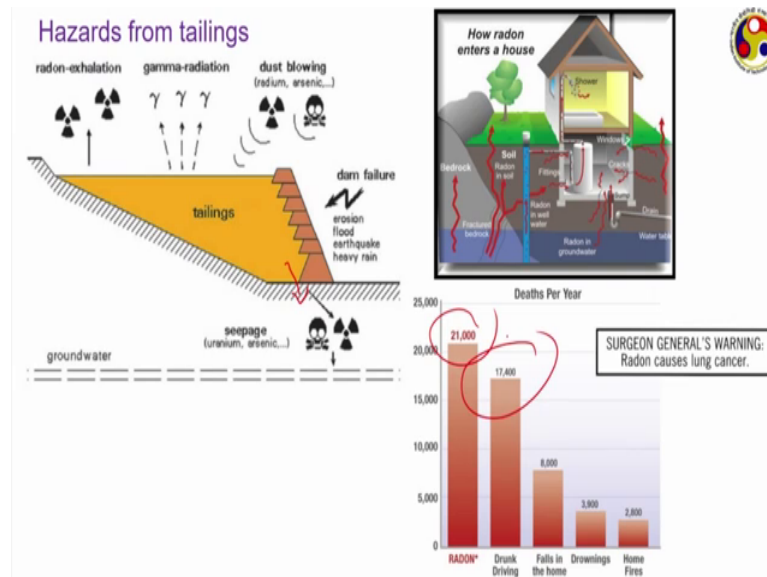 Hazards from tailings
radon-exhalation
gamma-radiation
dust blowing
(radium, arsenic,...)
γ γ γ
tailings
dam failure
erosion
flood
earthquake
heavy rain
seepage
(uranium, arsenic,...)
groundwater
How radon
enters a house
Shower
Bedrock
Soil
Radon
in soil
Fittings
Windows
Cracks
Radon
in well
water
Fractured
bedrock
Radon in
groundwater
Drain
Water table
Deaths Per Year
25,000
20,000
15,000
10,000
5,000
0
21,000
17,400
8,000
3,900
2,800
RADON*
Drunk
Driving
Falls in
the home
Drownings
Home
Fires
SURGEON GENERAL'S WARNING:
Radon causes lung cancer.